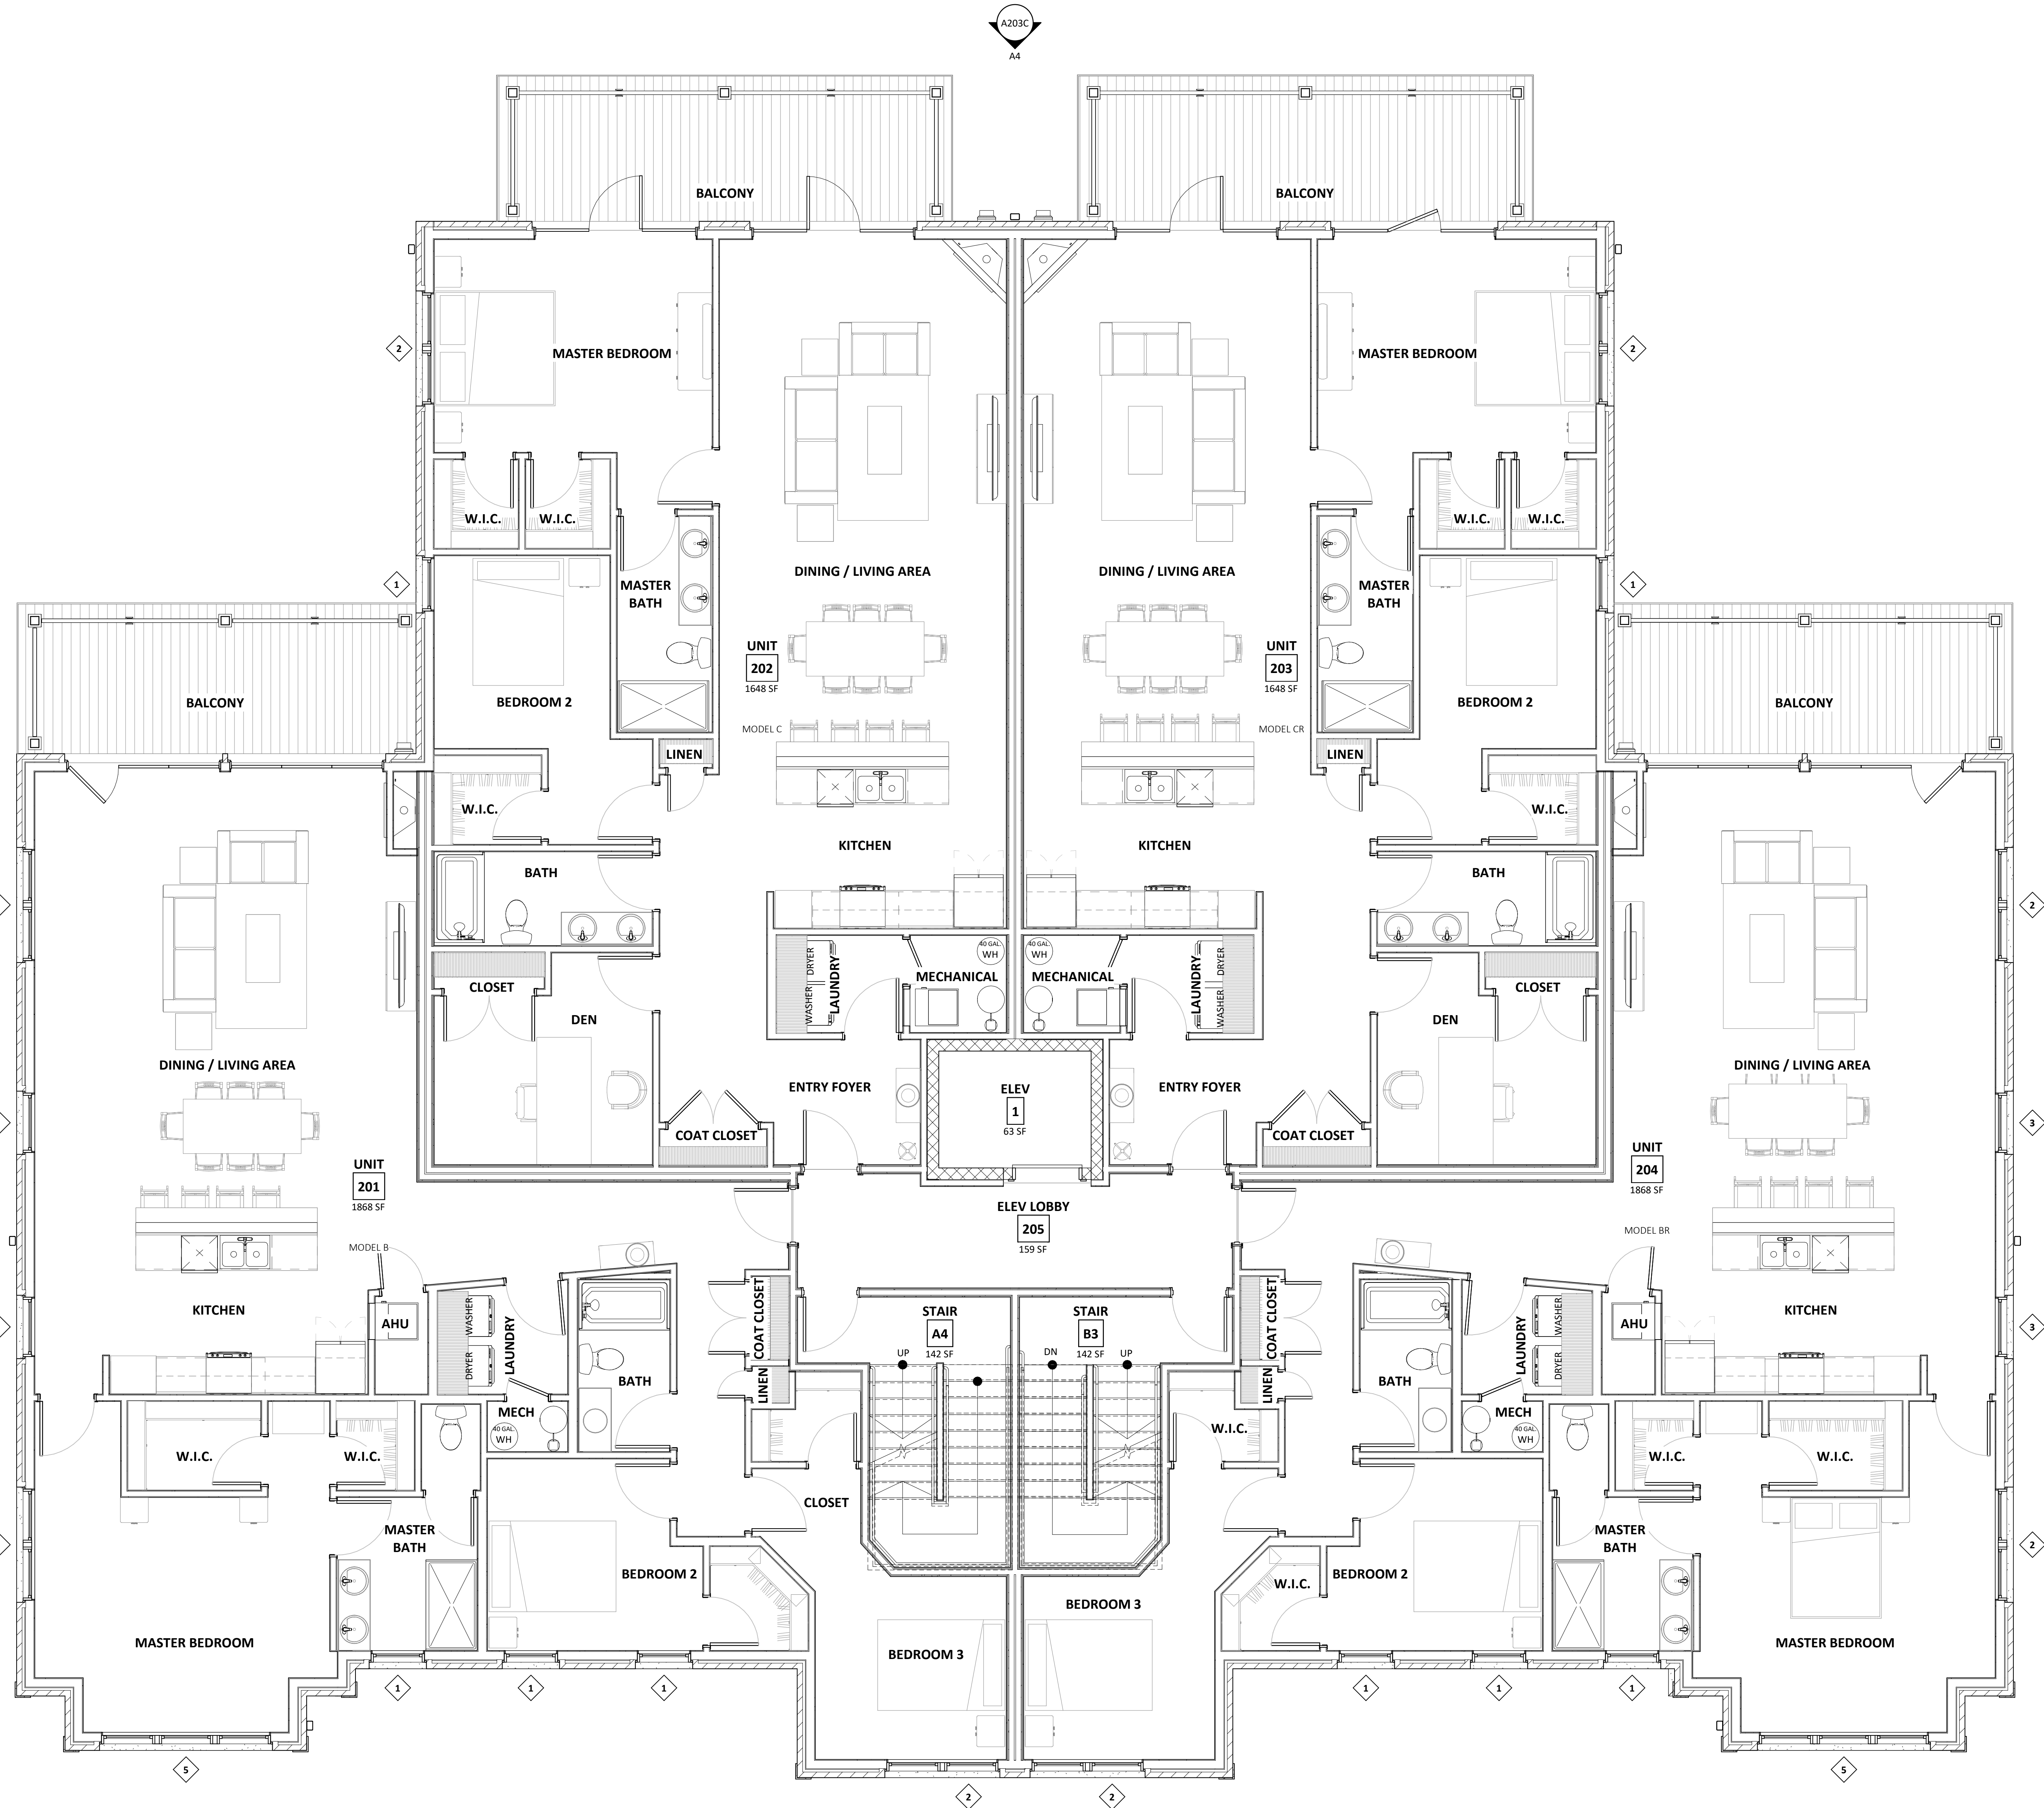 A203C
A4
BALCONY
BALCONY
MASTER BEDROOM
MASTER BEDROOM
2
2
W.I.C.
W.I.C.
W.I.C.
W.I.C.
DINING / LIVING AREA
DINING / LIVING AREA
1
MASTER
BATH
MASTER
BATH
1
UNIT
202
1648 SF
UNIT
203
1648 SF
BALCONY
BEDROOM 2
BEDROOM 2
BALCONY
MODEL C
MODEL CR
LINEN
LINEN
W.I.C.
W.I.C.
KITCHEN
KITCHEN
BATH
BATH
2
40 GAL.
WH
40 GAL.
WH
DRYER
WASHER
LAUNDRY
MECHANICAL
MECHANICAL
LAUNDRY
DRYER
WASHER
CLOSET
CLOSET
DEN
DEN
DINING / LIVING AREA
DINING / LIVING AREA
ENTRY FOYER
ELEV
1
63 SF
ENTRY FOYER
3
COAT CLOSET
COAT CLOSET
UNIT
201
1868 SF
UNIT
204
1868 SF
ELEV LOBBY
205
159 SF
MODEL B
MODEL BR
KITCHEN
KITCHEN
AHU
AHU
WASHER
DRYER
LAUNDRY
COAT CLOSET
STAIR
A4
142 SF
STAIR
B3
142 SF
COAT CLOSET
LAUNDRY
WASHER
DRYER
3
UP
DN
UP
BATH
LINEN
LINEN
BATH
MECH
40 GAL.
WH
MECH
40 GAL.
WH
W.I.C.
W.I.C.
W.I.C.
W.I.C.
W.I.C.
CLOSET
MASTER
BATH
MASTER
BATH
2
BEDROOM 2
W.I.C.
BEDROOM 2
BEDROOM 3
MASTER BEDROOM
BEDROOM 3
MASTER BEDROOM
1
1
1
1
1
1
5
5
2
2